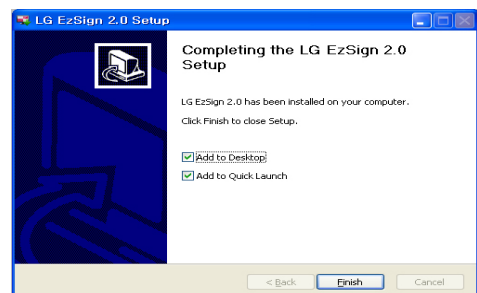 LG EzSign 2.0 Setup
Completing the LG EzSign 2.0
Setup
LG EzSign 2.0 has been installed on your computer.
Click Finish to close Setup.
Add to Desktop
Add to Quick Launch
< Back
Finish
Cancel